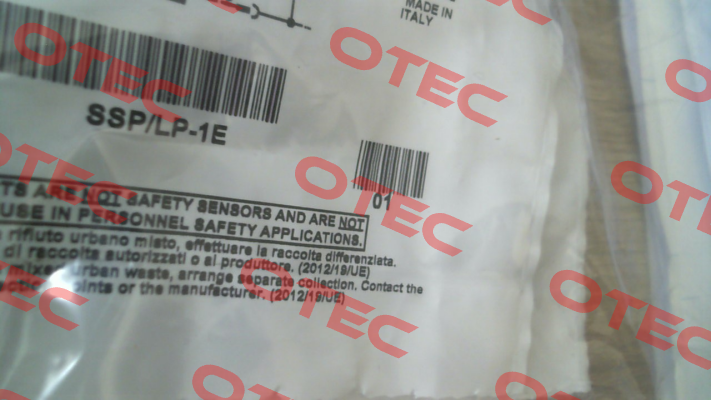 MADE IN
ITALY
SSP/LP-1E
01
TS ARE NOT SAFETY SENSORS AND ARE NOT
USE IN PERSONNEL SAFETY APPLICATIONS.
rifiuto urbano misto, effettuare la raccolta differenziata.
di raccolta autorizzati o al produttore. (2012/19/UE)
urban waste, arrange separate collection. Contact the
points or the manufacturer. (2012/19/UE)
OTEC
OTEC
OTEC
OTEC
OTEC
OTEC
OTEC
OTEC
OTEC